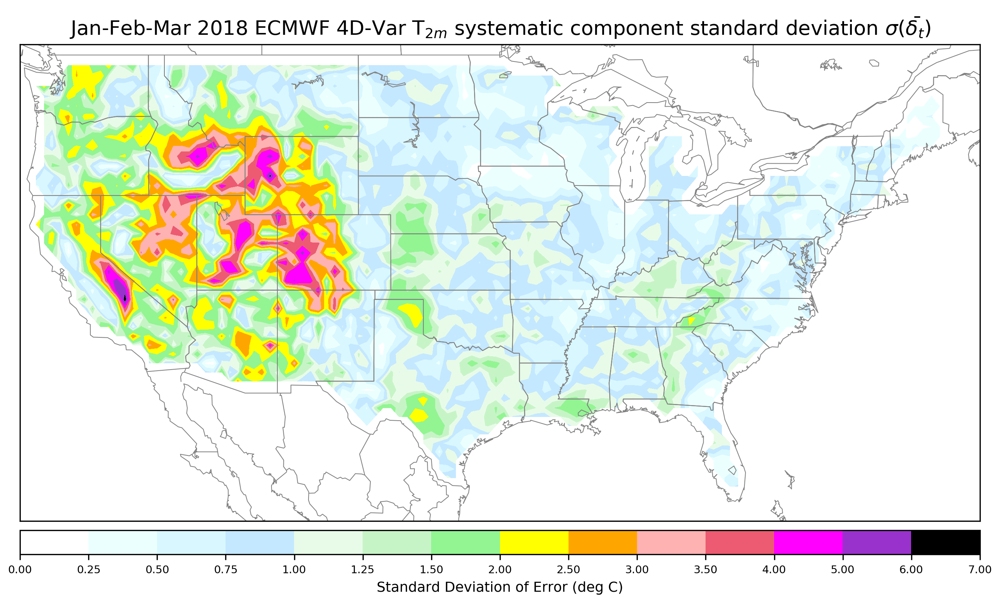 Jan-Feb-Mar 2018 ECMWF 4D-Var T₂ₘ systematic component standard deviation σ(δ̄ₜ)
0.00 0.25 0.50 0.75 1.00 1.25 1.50 2.00 2.50 3.00 3.50 4.00 5.00 6.00 7.00
Standard Deviation of Error (deg C)